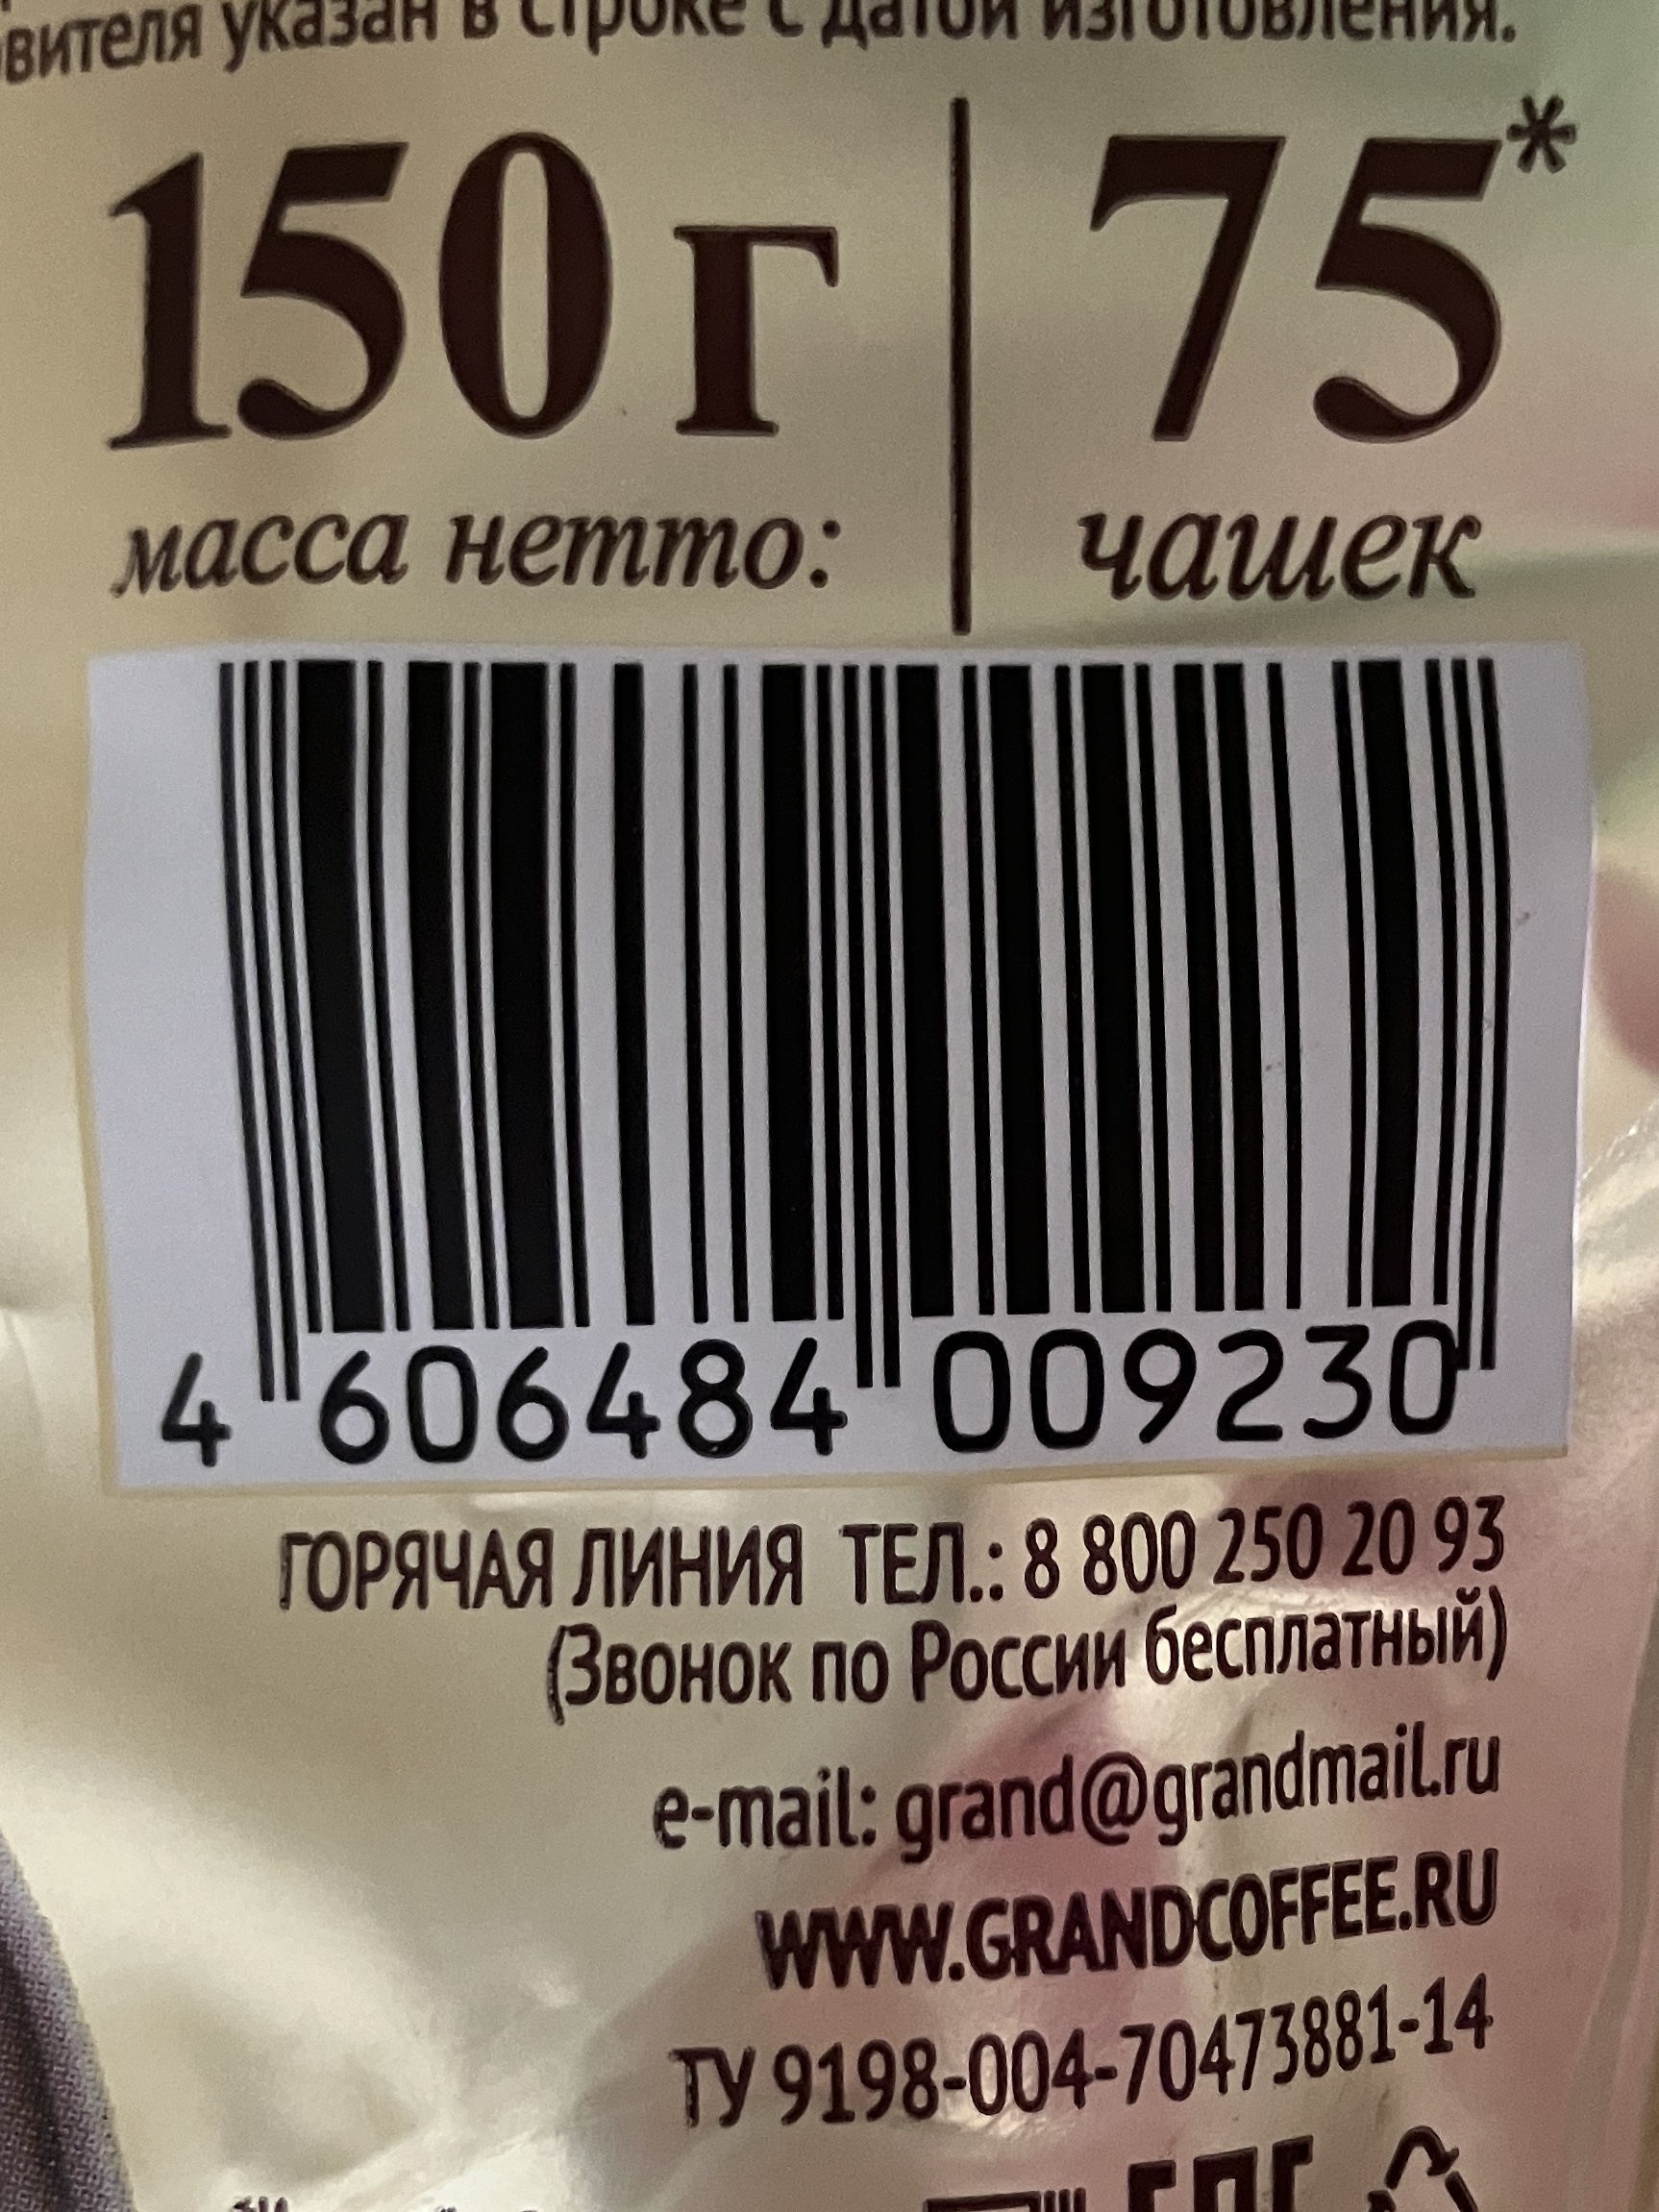 указан в строке с датой изготовления.
150 г 75*
масса нетто: чашек
4 606484 009230
ГОРЯЧАЯ ЛИНИЯ ТЕЛ.: 8 800 250 20 93
(Звонок по России бесплатный)
e-mail: grand@grandmail.ru
WWW.GRANDCOFFEE.RU
ТУ 9198-004-70473881-14